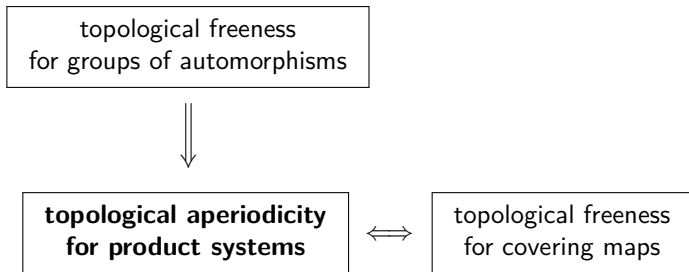 topological freeness
for groups of automorphisms
⇓
topological aperiodicity
for product systems
⇔
topological freeness
for covering maps